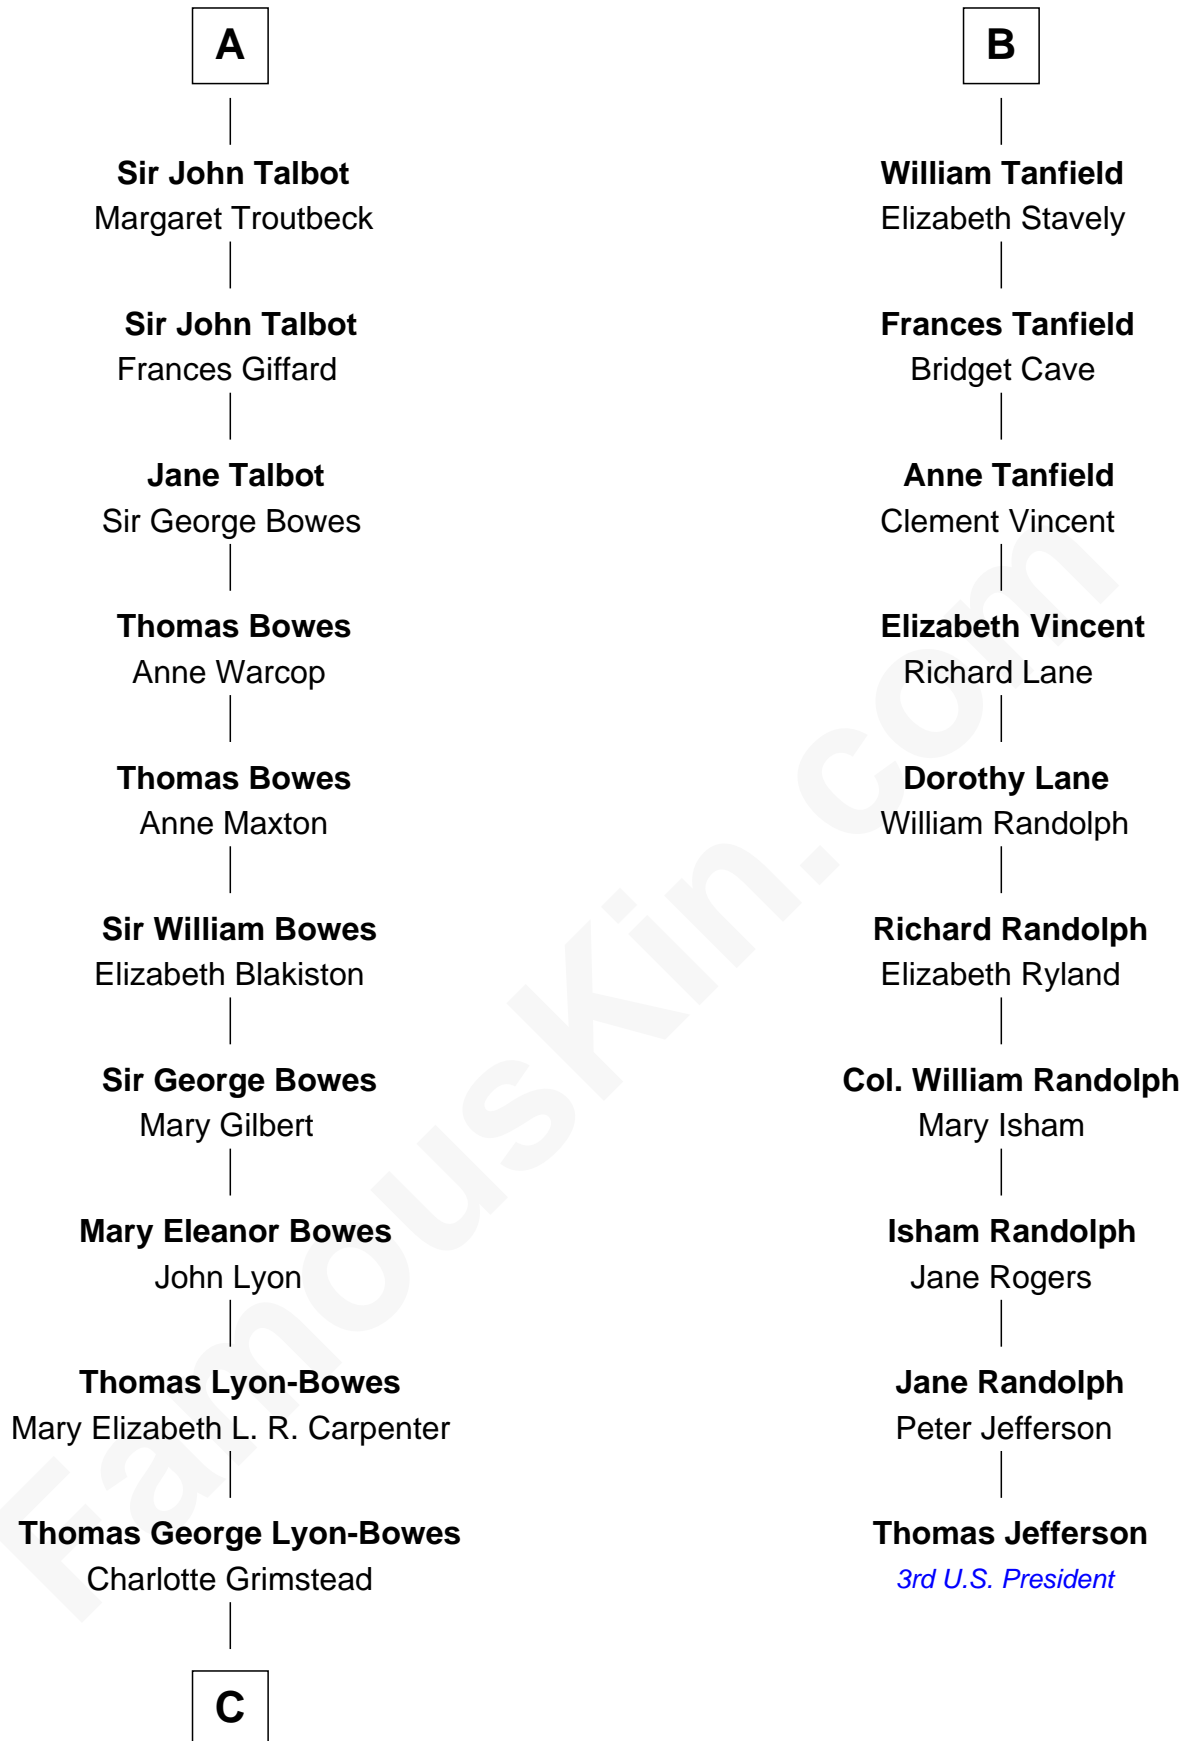 A
Sir John Talbot
Margaret Troutbeck
Sir John Talbot
Frances Giffard
Jane Talbot
Sir George Bowes
Thomas Bowes
Anne Warcop
Thomas Bowes
Anne Maxton
Sir William Bowes
Elizabeth Blakiston
Sir George Bowes
Mary Gilbert
Mary Eleanor Bowes
John Lyon
Thomas Lyon-Bowes
Mary Elizabeth L. R. Carpenter
Thomas George Lyon-Bowes
Charlotte Grimstead
C
B
William Tanfield
Elizabeth Stavely
Frances Tanfield
Bridget Cave
Anne Tanfield
Clement Vincent
Elizabeth Vincent
Richard Lane
Dorothy Lane
William Randolph
Richard Randolph
Elizabeth Ryland
Col. William Randolph
Mary Isham
Isham Randolph
Jane Rogers
Jane Randolph
Peter Jefferson
Thomas Jefferson
3rd U.S. President
FamousKin.com